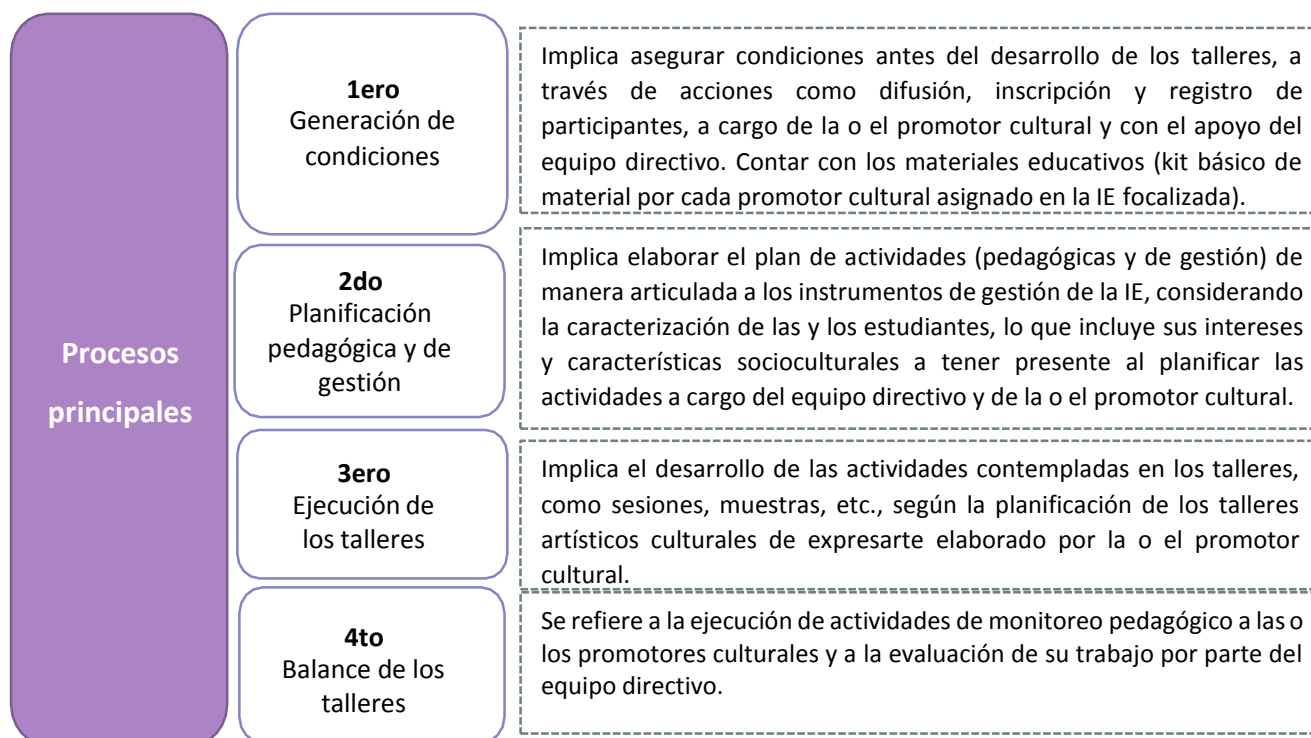 Procesos
principales
1ero
Generación de
condiciones
Implica asegurar condiciones antes del desarrollo de los talleres, a
través de acciones como difusión, inscripción y registro de
participantes, a cargo de la o el promotor cultural y con el apoyo del
equipo directivo. Contar con los materiales educativos (kit básico de
material por cada promotor cultural asignado en la IE focalizada).
2do
Planificación
pedagógica y de
gestión
Implica elaborar el plan de actividades (pedagógicas y de gestión) de
manera articulada a los instrumentos de gestión de la IE, considerando
la caracterización de las y los estudiantes, lo que incluye sus intereses
y características socioculturales a tener presente al planificar las
actividades a cargo del equipo directivo y de la o el promotor cultural.
3ero
Ejecución de
los talleres
Implica el desarrollo de las actividades contempladas en los talleres,
como sesiones, muestras, etc., según la planificación de los talleres
artísticos culturales de expresarte elaborado por la o el promotor
cultural.
4to
Balance de los
talleres
Se refiere a la ejecución de actividades de monitoreo pedagógico a las o
los promotores culturales y a la evaluación de su trabajo por parte del
equipo directivo.